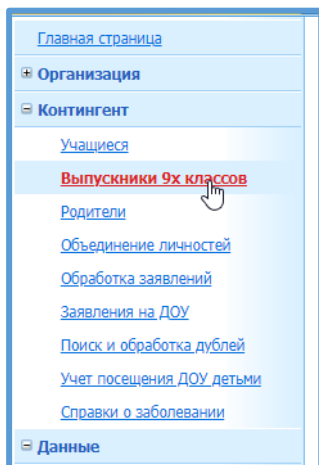 Главная страница
Организация
Контингент
Учащиеся
Выпускники 9х классов
Родители
Объединение личностей
Обработка заявлений
Заявления на ДОУ
Поиск и обработка дублей
Учет посещения ДОУ детьми
Справки о заболевании
Данные